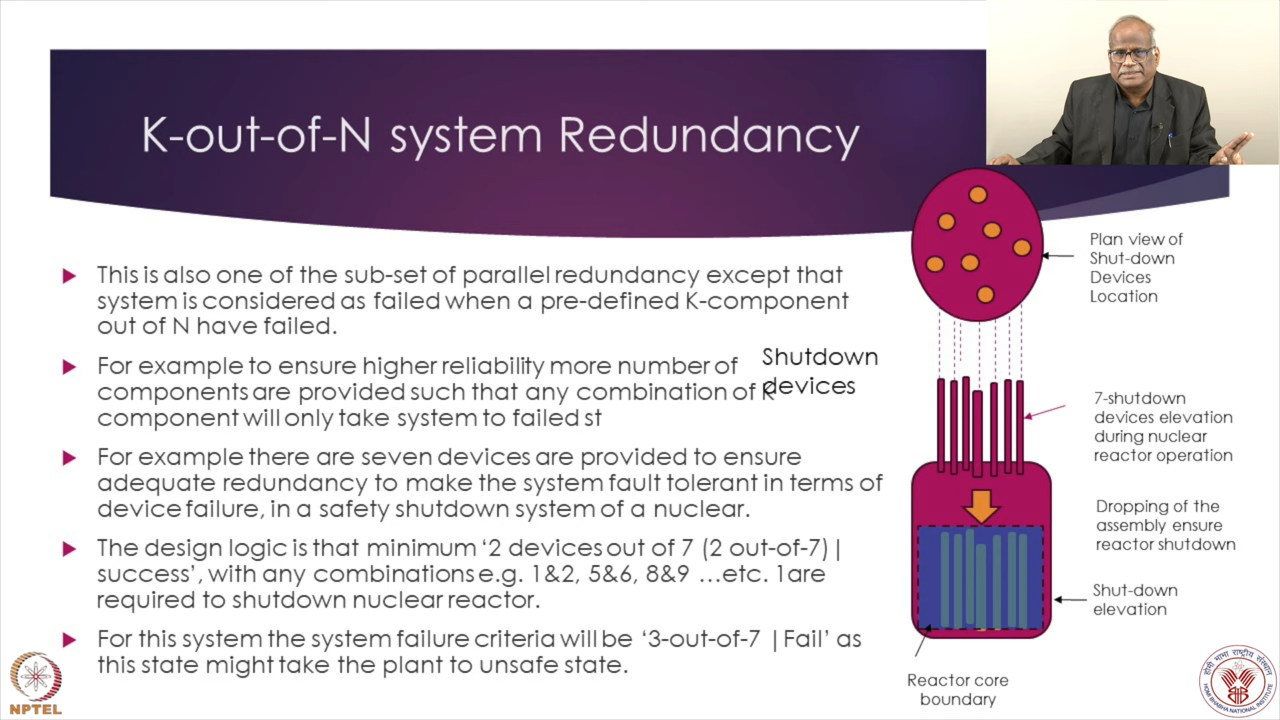 K-out-of-N system Redundancy
This is also one of the sub-set of parallel redundancy except that
system is considered as failed when a pre-defined K-component
out of N have failed.
For example to ensure higher reliability more number of
components are provided such that any combination of K
component will only take system to failed st
For example there are seven devices are provided to ensure
adequate redundancy to make the system fault tolerant in terms of
device failure, in a safety shutdown system of a nuclear.
The design logic is that minimum ‘2 devices out of 7 (2 out-of-7) |
success’, with any combinations e.g. 1&2, 5&6, 8&9 …etc. 1are
required to shutdown nuclear reactor.
For this system the system failure criteria will be ‘3-out-of-7 |Fail’ as
this state might take the plant to unsafe state.
Shutdown
devices
Plan view of
Shut-down
Devices
Location
7-shutdown
devices elevation
during nuclear
reactor operation
Dropping of the
assembly ensure
reactor shutdown
Shut-down
elevation
Reactor core
boundary
NPTEL
होमी भाभा राष्ट्रीय संस्थान
HOMI BHABHA NATIONAL INSTITUTE